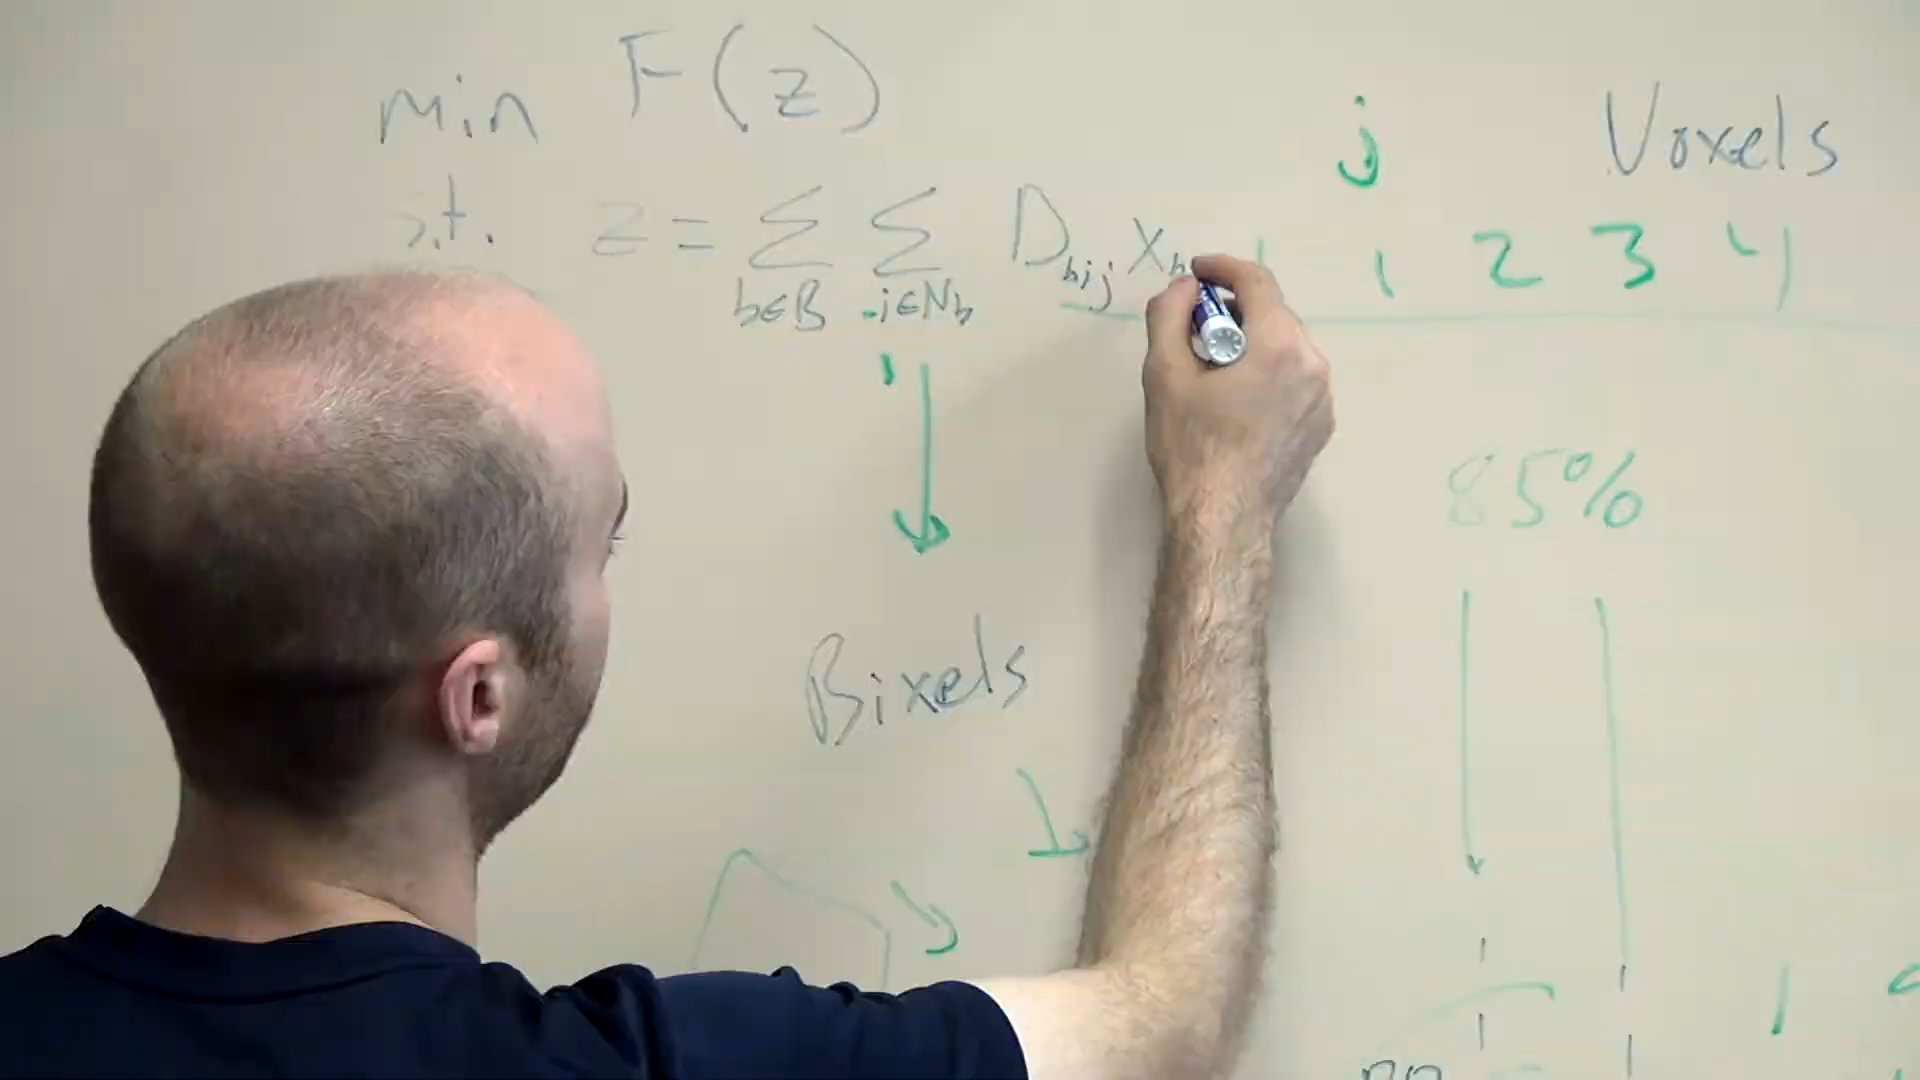 min F(z)
s.t. z = ∑ ∑ D_bij x_b
b∈B i∈N_b
j
Voxels
1 2 3 4
85%
Bixels